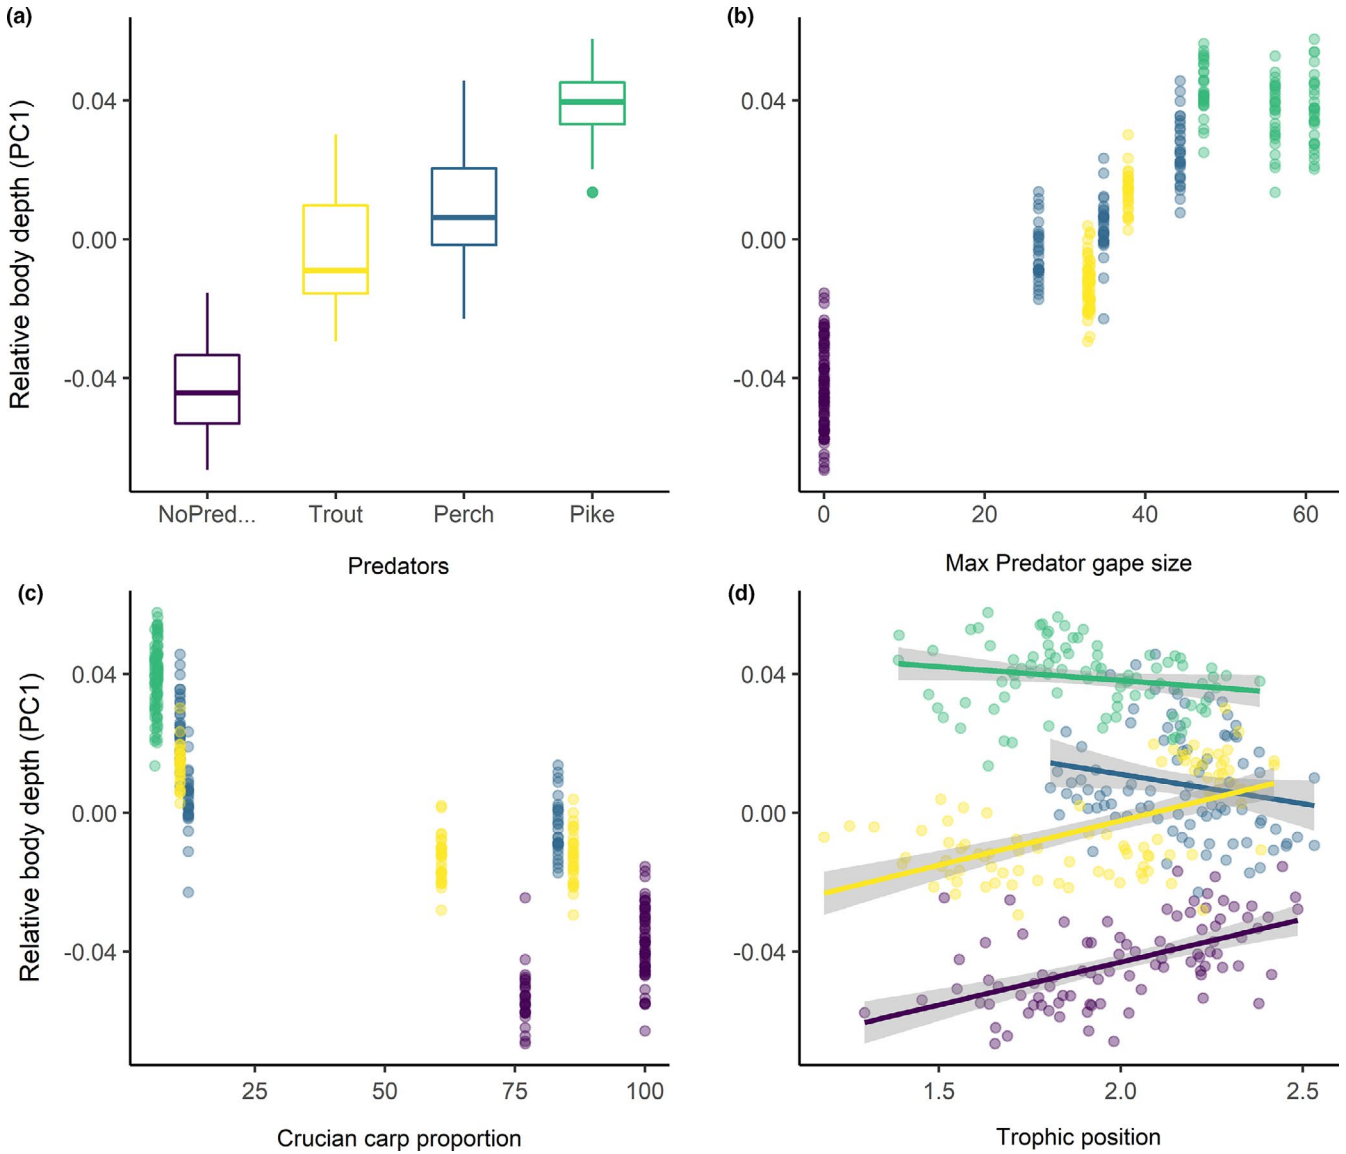 (a)
Relative body depth (PC1)
0.04
0.00
-0.04
NoPred... Trout Perch Pike
Predators
(b)
0.04
0.00
-0.04
0 20 40 60
Max Predator gape size
(c)
Relative body depth (PC1)
0.04
0.00
-0.04
25 50 75 100
Crucian carp proportion
(d)
0.04
0.00
-0.04
1.5 2.0 2.5
Trophic position